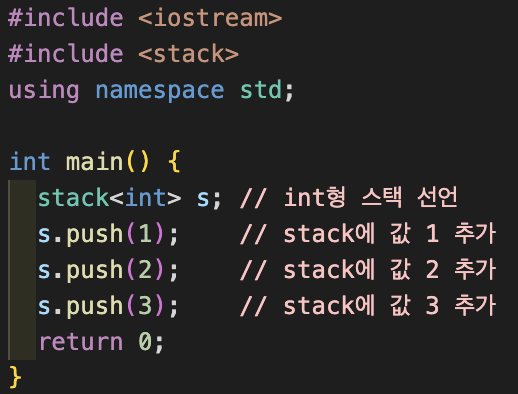 #include <iostream>
#include <stack>
using namespace std;

int main() {
  stack<int> s; // int형 스택 선언
  s.push(1);    // stack에 값 1 추가
  s.push(2);    // stack에 값 2 추가
  s.push(3);    // stack에 값 3 추가
  return 0;
}